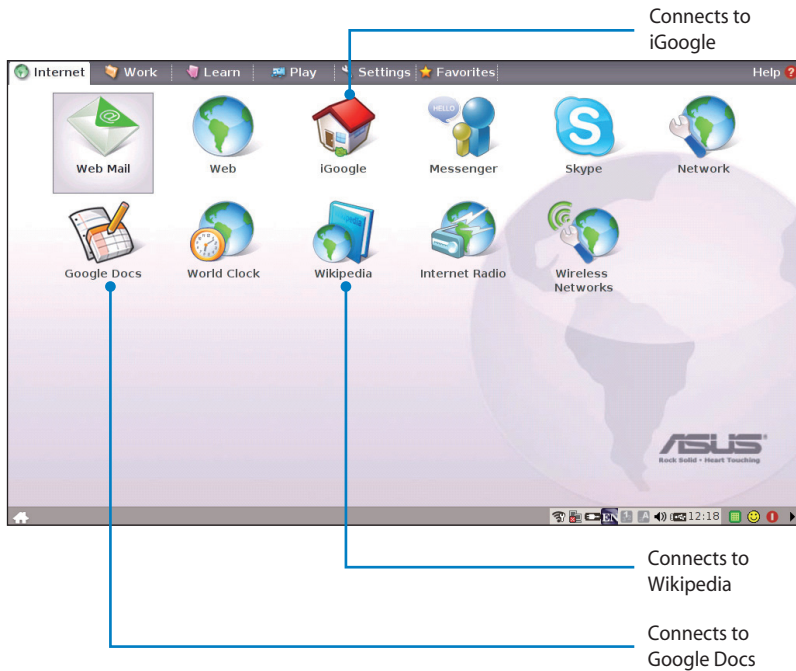 Connects to
iGoogle
Internet Work Learn Play Settings Favorites Help ?
HELLO
@
S
Web Mail Web iGoogle Messenger Skype Network
pedia
Google Docs World Clock Wikipedia Internet Radio Wireless
Networks
ASUS
Rock Solid • Heart Touching
EN 1 A 12:18
Connects to
Wikipedia
Connects to
Google Docs